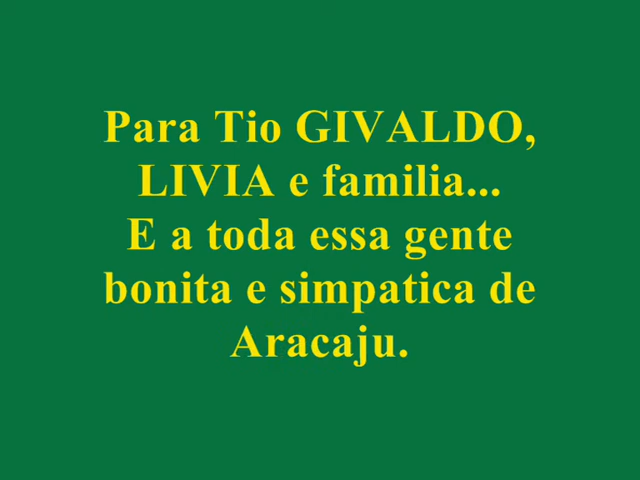 Para Tio GIVALDO,
LIVIA e familia...
E a toda essa gente
bonita e simpatica de
Aracaju.